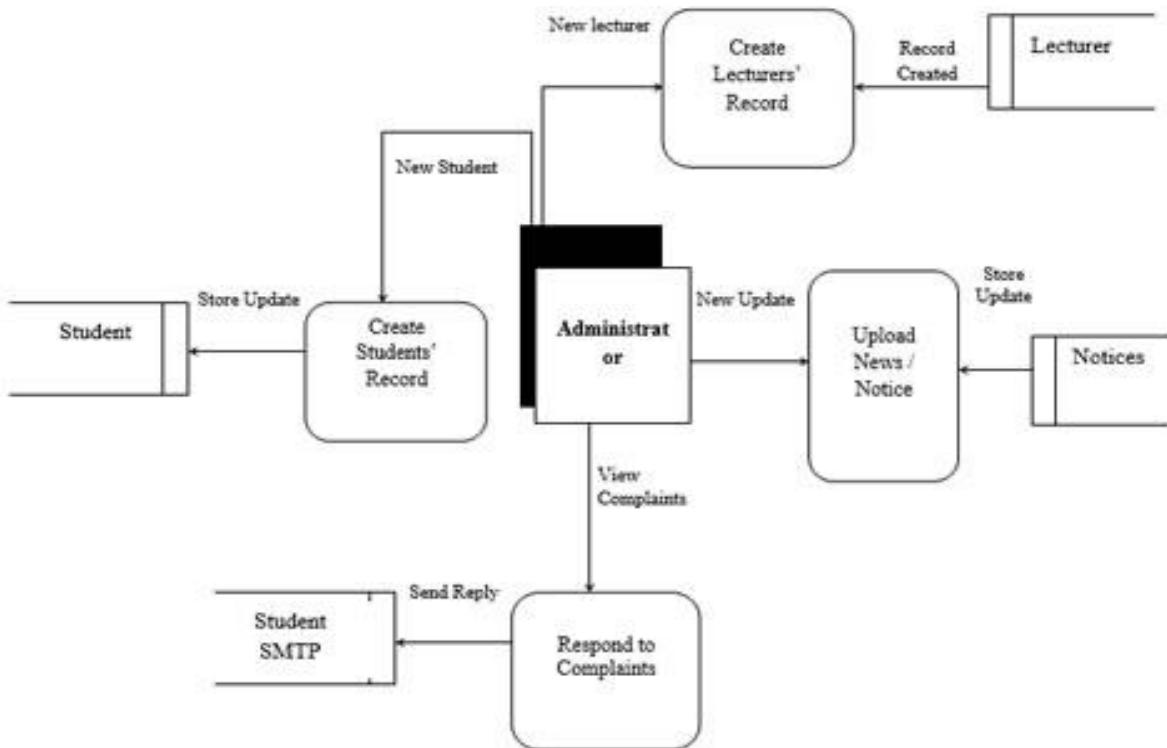 New lecturer
Create
Lecturers'
Record
Record
Created
Lecturer
New Student
Store Update
Student
Create
Students'
Record
Administrat
or
New Update
Upload
News /
Notice
Store
Update
Notices
View
Complaints
Send Reply
Student
SMTP
Respond to
Complaints